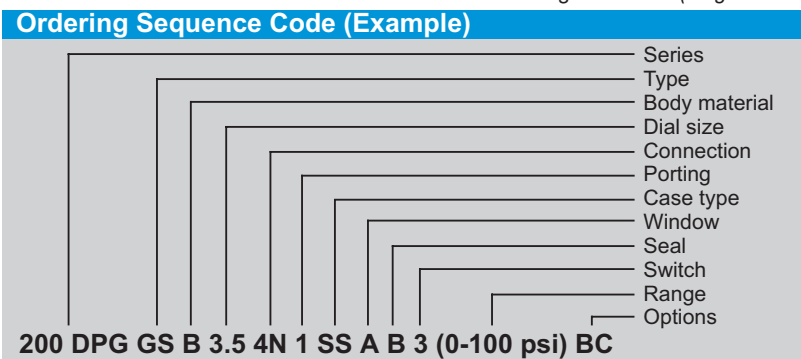 Ordering Sequence Code (Example)
Series
Type
Body material
Dial size
Connection
Porting
Case type
Window
Seal
Switch
Range
Options
200 DPG GS B 3.5 4N 1 SS A B 3 (0-100 psi) BC